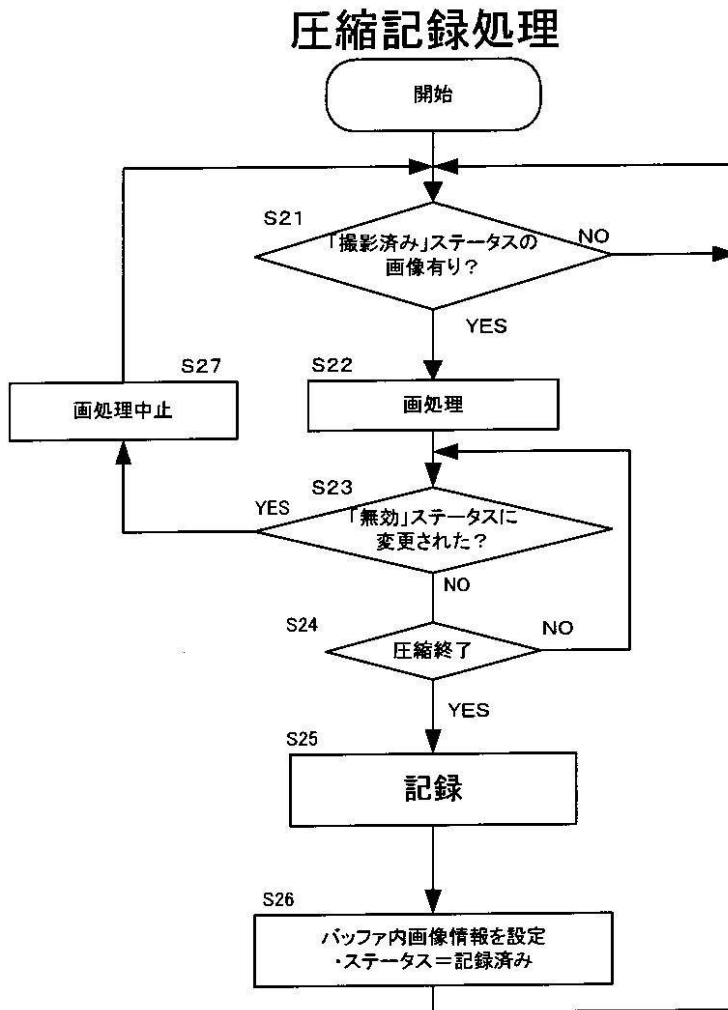 圧縮記録処理
開始
S21
「撮影済み」ステータスの
画像有り？
NO
YES
S27
画処理中止
S22
画処理
S23
YES
「無効」ステータスに
変更された？
NO
S24
圧縮終了
NO
YES
S25
記録
S26
バッファ内画像情報を設定
・ステータス＝記録済み